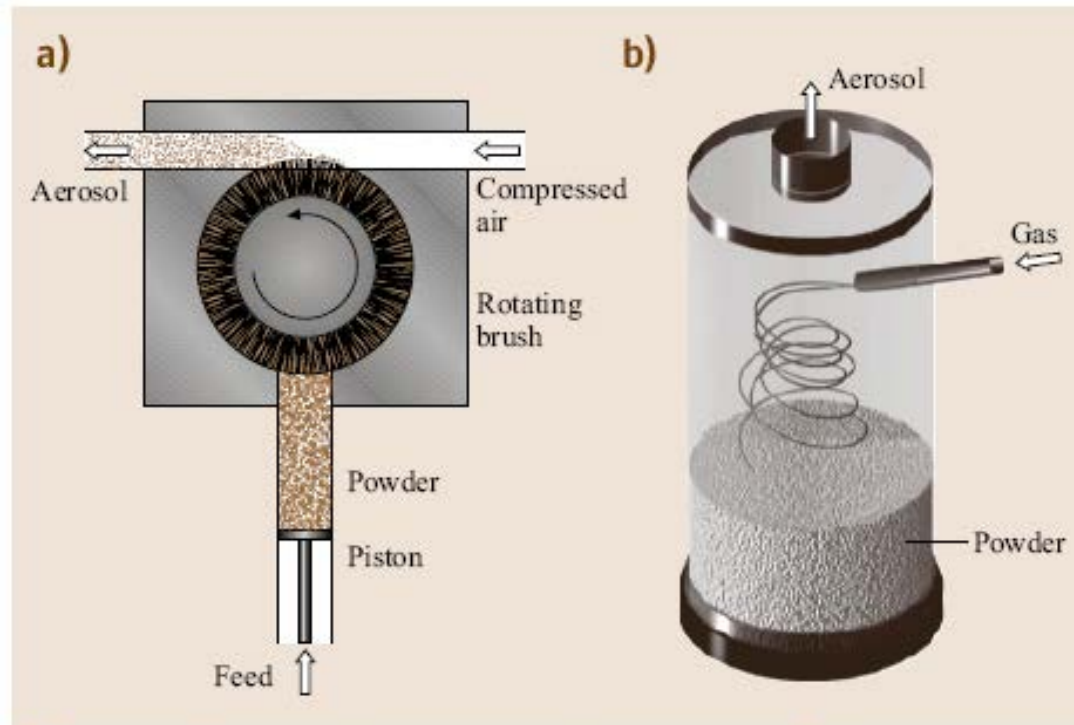 a)
Aerosol
Compressed
air
Rotating
brush
Powder
Piston
Feed
b)
Aerosol
Gas
Powder